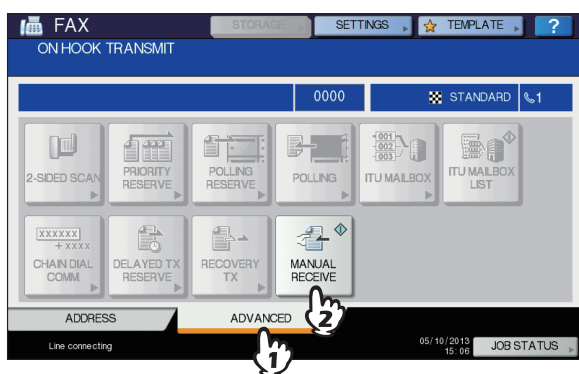 FAX STORAGE SETTINGS TEMPLATE ?
ON HOOK TRANSMIT
0000 STANDARD 1
001
002
003
2-SIDED SCAN
PRIORITY
RESERVE
POLLING
RESERVE
POLLING
ITU MAILBOX
ITU MAILBOX
LIST
XXXXXX
+ XXXX
CHAIN DIAL
COMM.
DELAYED TX
RESERVE
RECOVERY
TX
MANUAL
RECEIVE
2
ADDRESS ADVANCED
1
Line connecting
05/10/2013
15:06
JOB STATUS